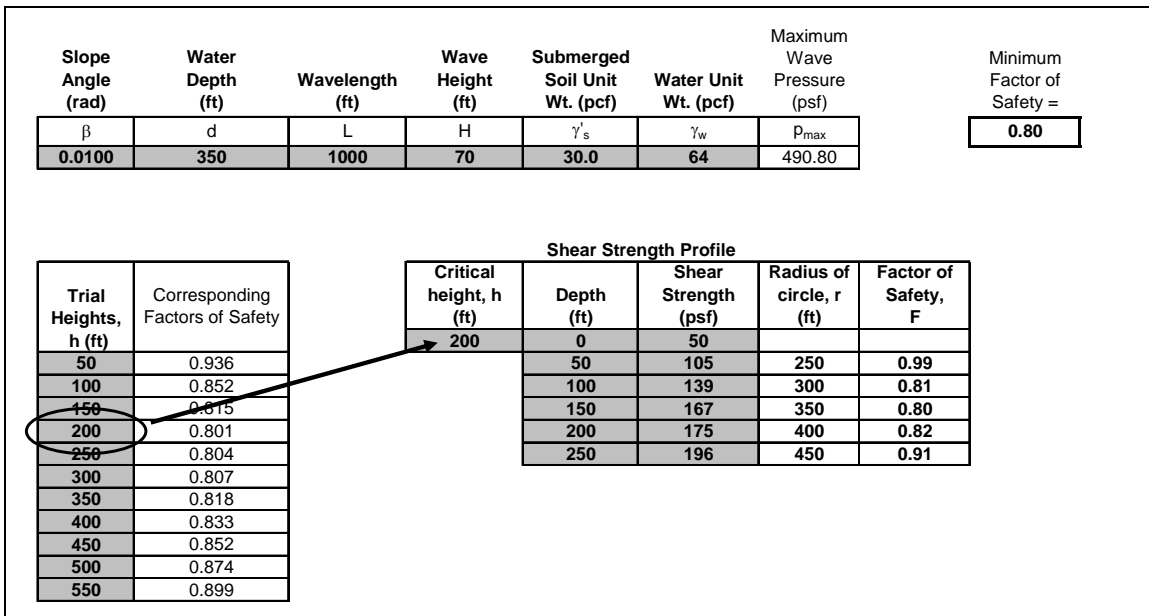 Slope Angle (rad) Water Depth (ft) Wavelength (ft) Wave Height (ft) Submerged Soil Unit Wt. (pcf) Water Unit Wt. (pcf) Maximum Wave Pressure (psf) Minimum Factor of Safety =
β d L H γ's γw pmax 0.80
0.0100 350 1000 70 30.0 64 490.80
Shear Strength Profile
Trial Heights, h (ft) Corresponding Factors of Safety
50 0.936
100 0.852
150 0.815
200 0.801
250 0.804
300 0.807
350 0.818
400 0.833
450 0.852
500 0.874
550 0.899
Critical height, h (ft) Depth (ft) Shear Strength (psf) Radius of circle, r (ft) Factor of Safety, F
200 0 50
50 105 250 0.99
100 139 300 0.81
150 167 350 0.80
200 175 400 0.82
250 196 450 0.91